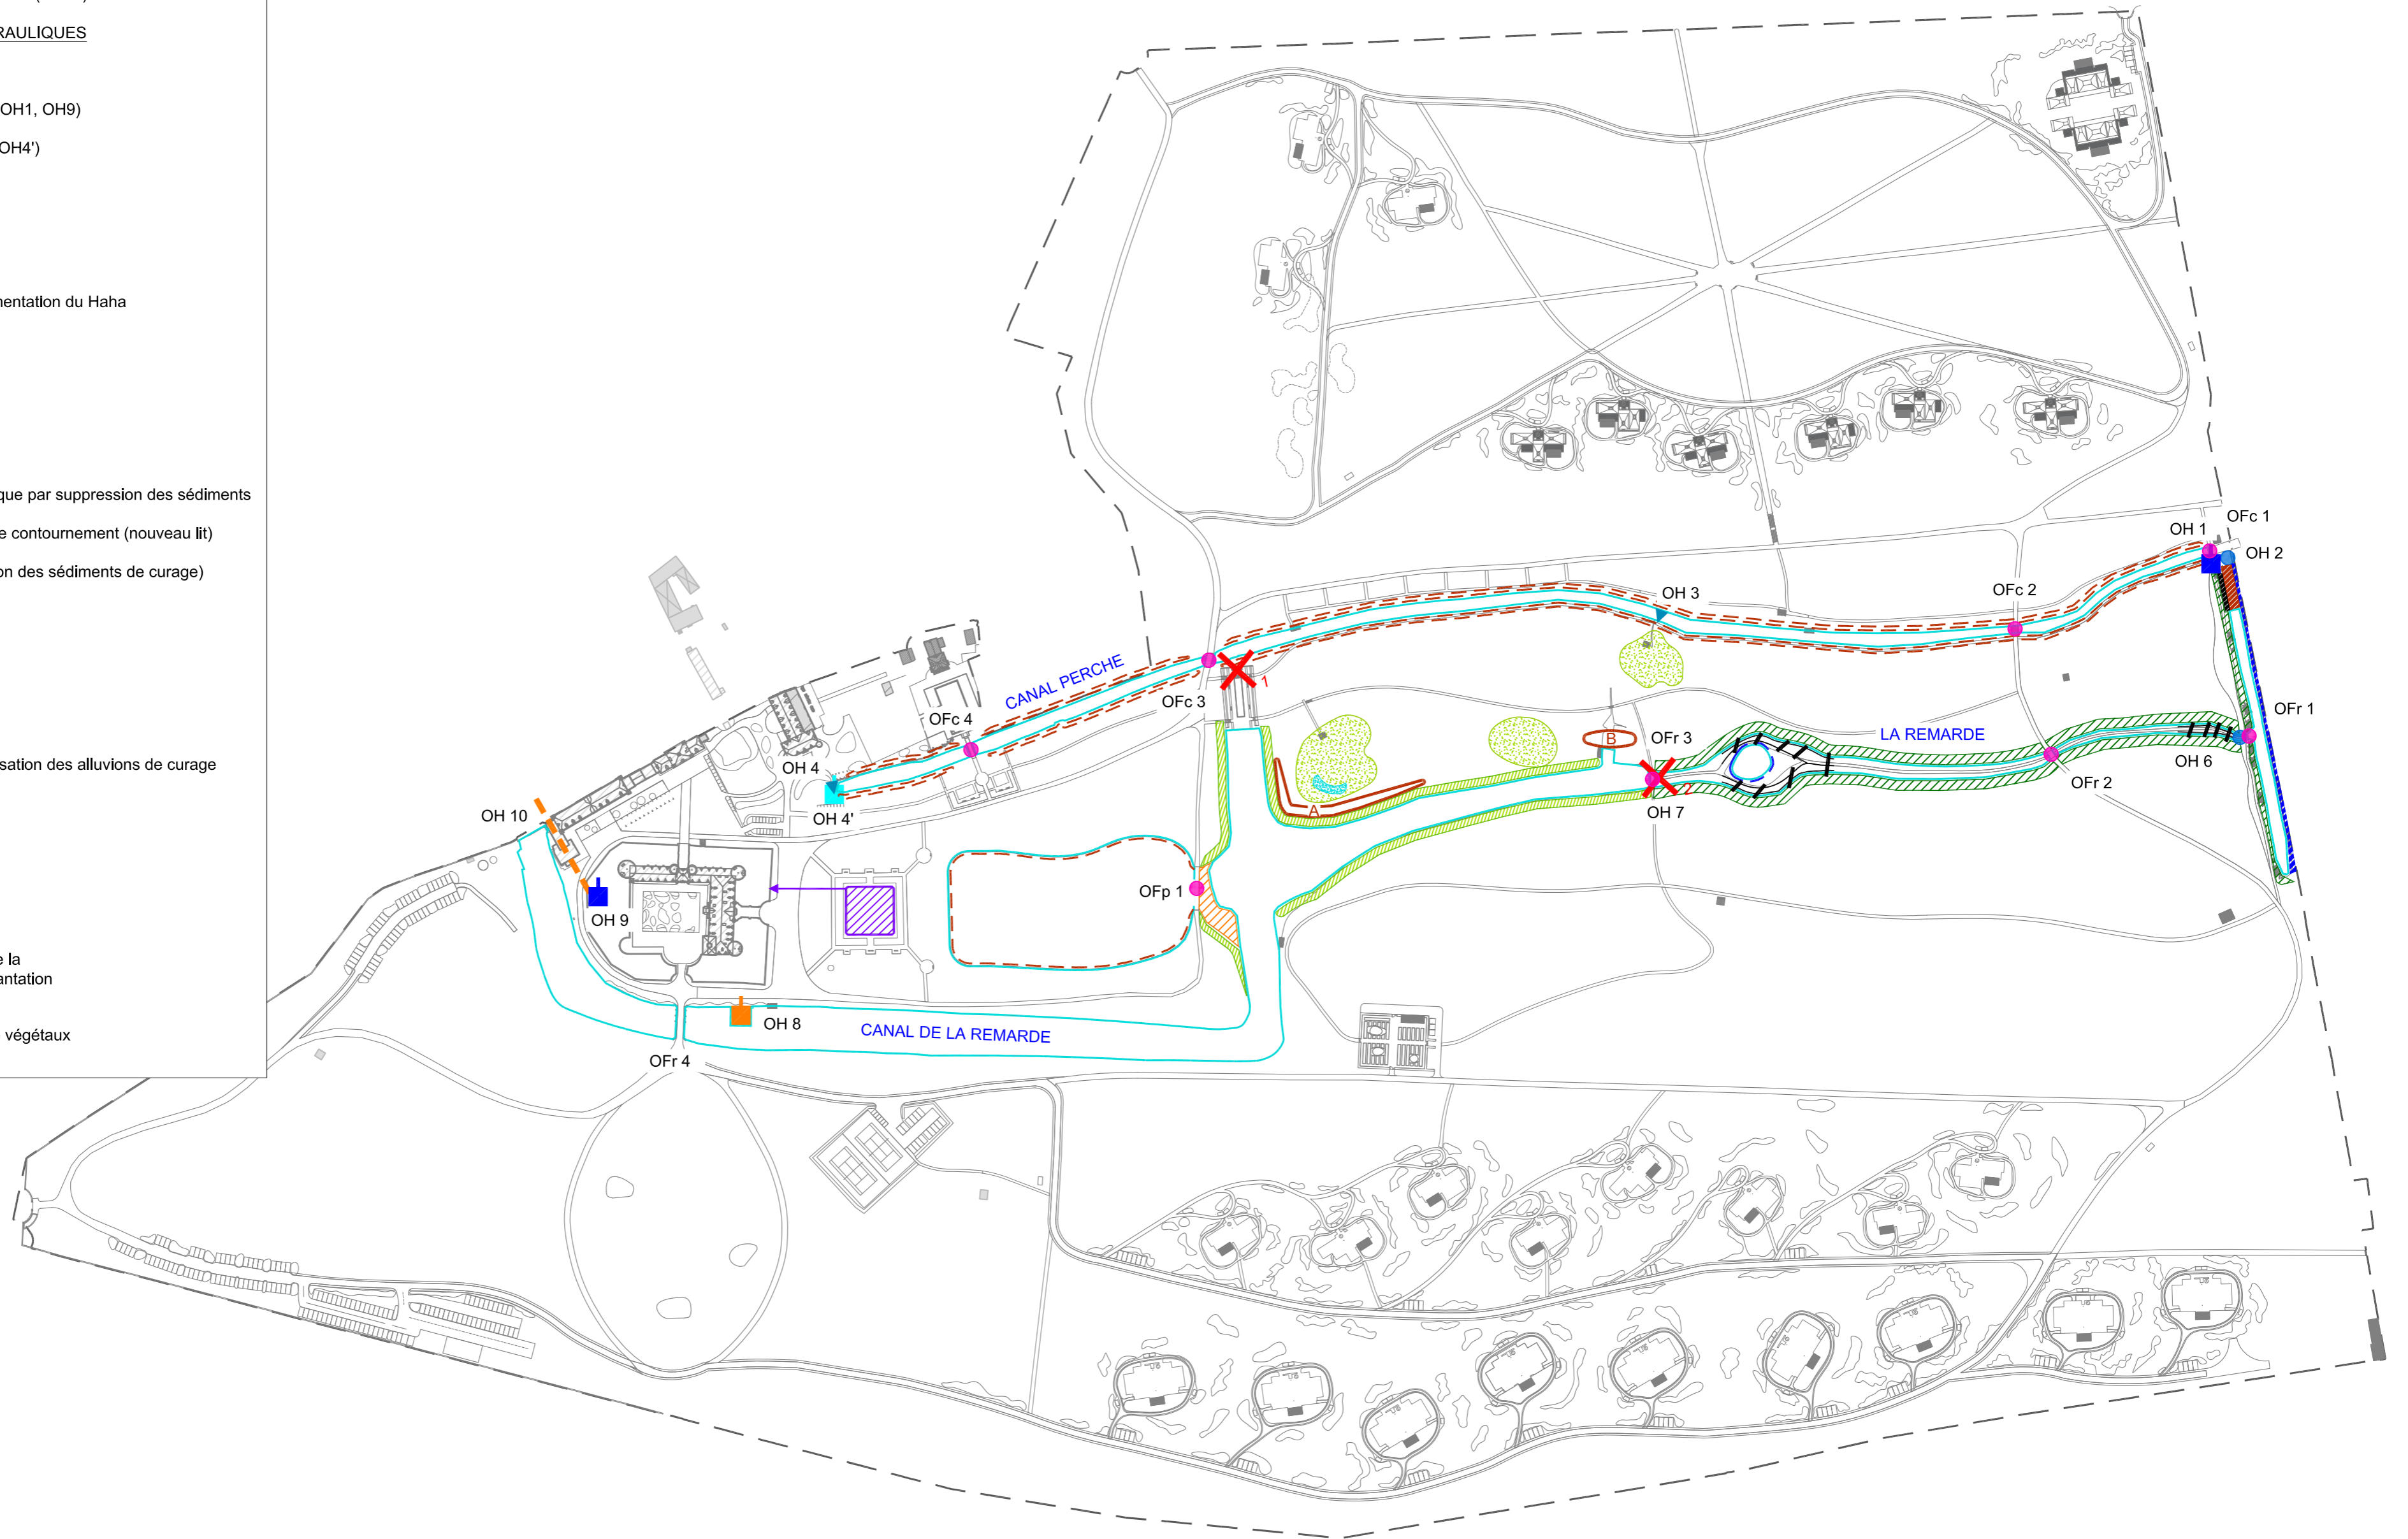 RAULIQUES
OH1, OH9)
OH4')
mentation du Haha
que par suppression des sédiments
e contournement (nouveau lit)
on des sédiments de curage)
sation des alluvions de curage
e la
antation
végétaux
OFc 1
OH 1
OH 2
OFc 2
OH 3
CANAL PERCHE
1
OFc 3
OFc 4
OFr 1
LA REMARDE
B
OFr 3
OH 6
OFr 2
OH 4
2
A
OH 4'
OH 7
OH 10
OFp 1
OH 9
OH 8
CANAL DE LA REMARDE
OFr 4